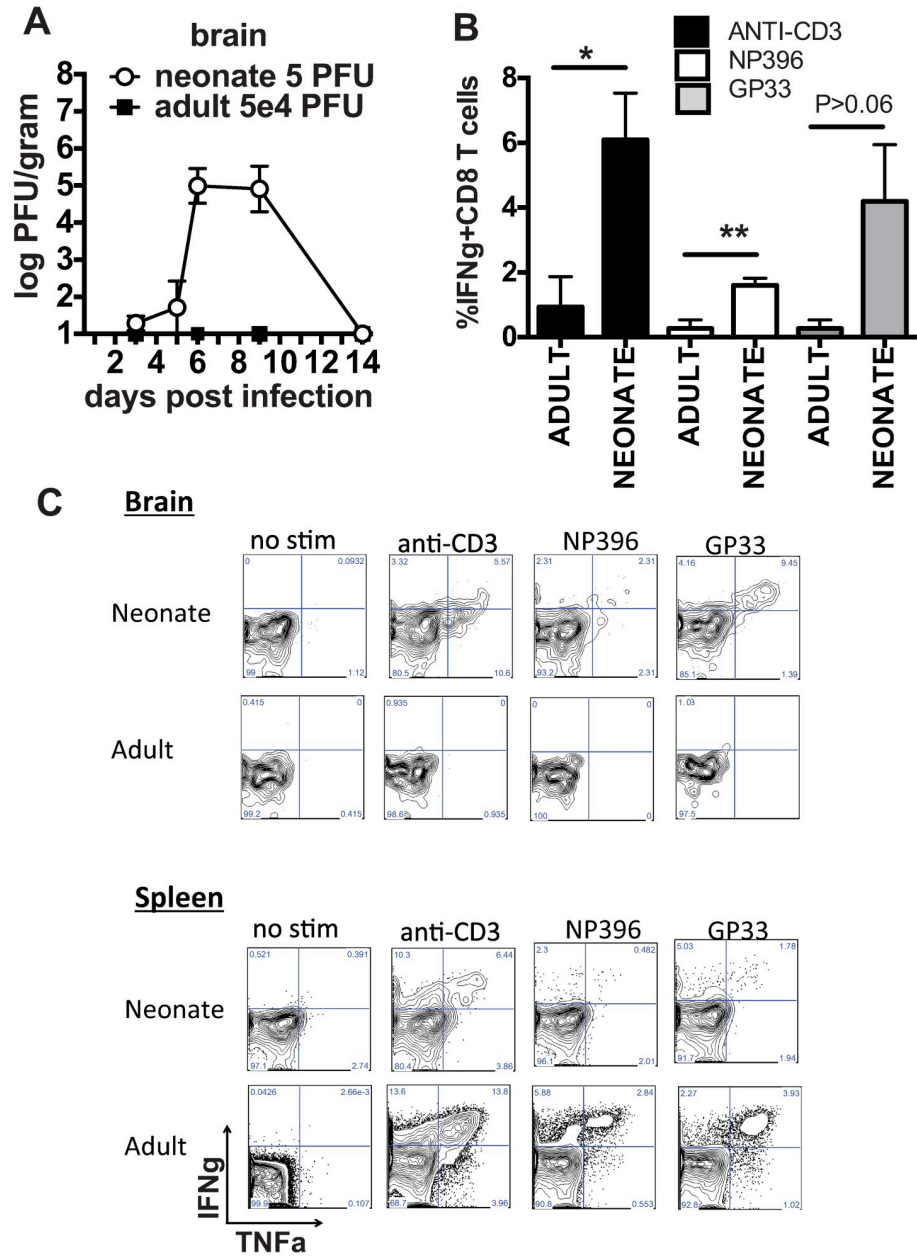 A
brain
neonate 5 PFU
adult 5e4 PFU
log PFU/gram
8
7
6
5
4
3
2
1
2 4 6 8 10 12 14
days post infection
B
ANTI-CD3
NP396
GP33
*
**
P>0.06
%IFNg+CD8 T cells
8
6
4
2
0
ADULT
NEONATE
ADULT
NEONATE
ADULT
NEONATE
C
Brain
no stim anti-CD3 NP396 GP33
Neonate
0 0.0932 3.32 5.57 2.31 2.31 4.16 9.45
99 1.12 80.5 10.6 93.2 2.31 85.1 1.39
Adult
0.415 0 0.935 0 0 0 1.03
99.2 0.415 98.6 0.935 100 0 97.5
Spleen
no stim anti-CD3 NP396 GP33
Neonate
0.521 0.391 10.3 6.44 2.3 0.482 5.03 1.78
97.1 2.74 80.4 3.86 96.1 2.01 91.7 1.94
Adult
0.0426 2.66e-3 13.6 13.8 5.88 2.84 2.27 3.93
99.9 0.107 68.7 3.96 90.8 0.553 92.8 1.02
IFNg
TNFa